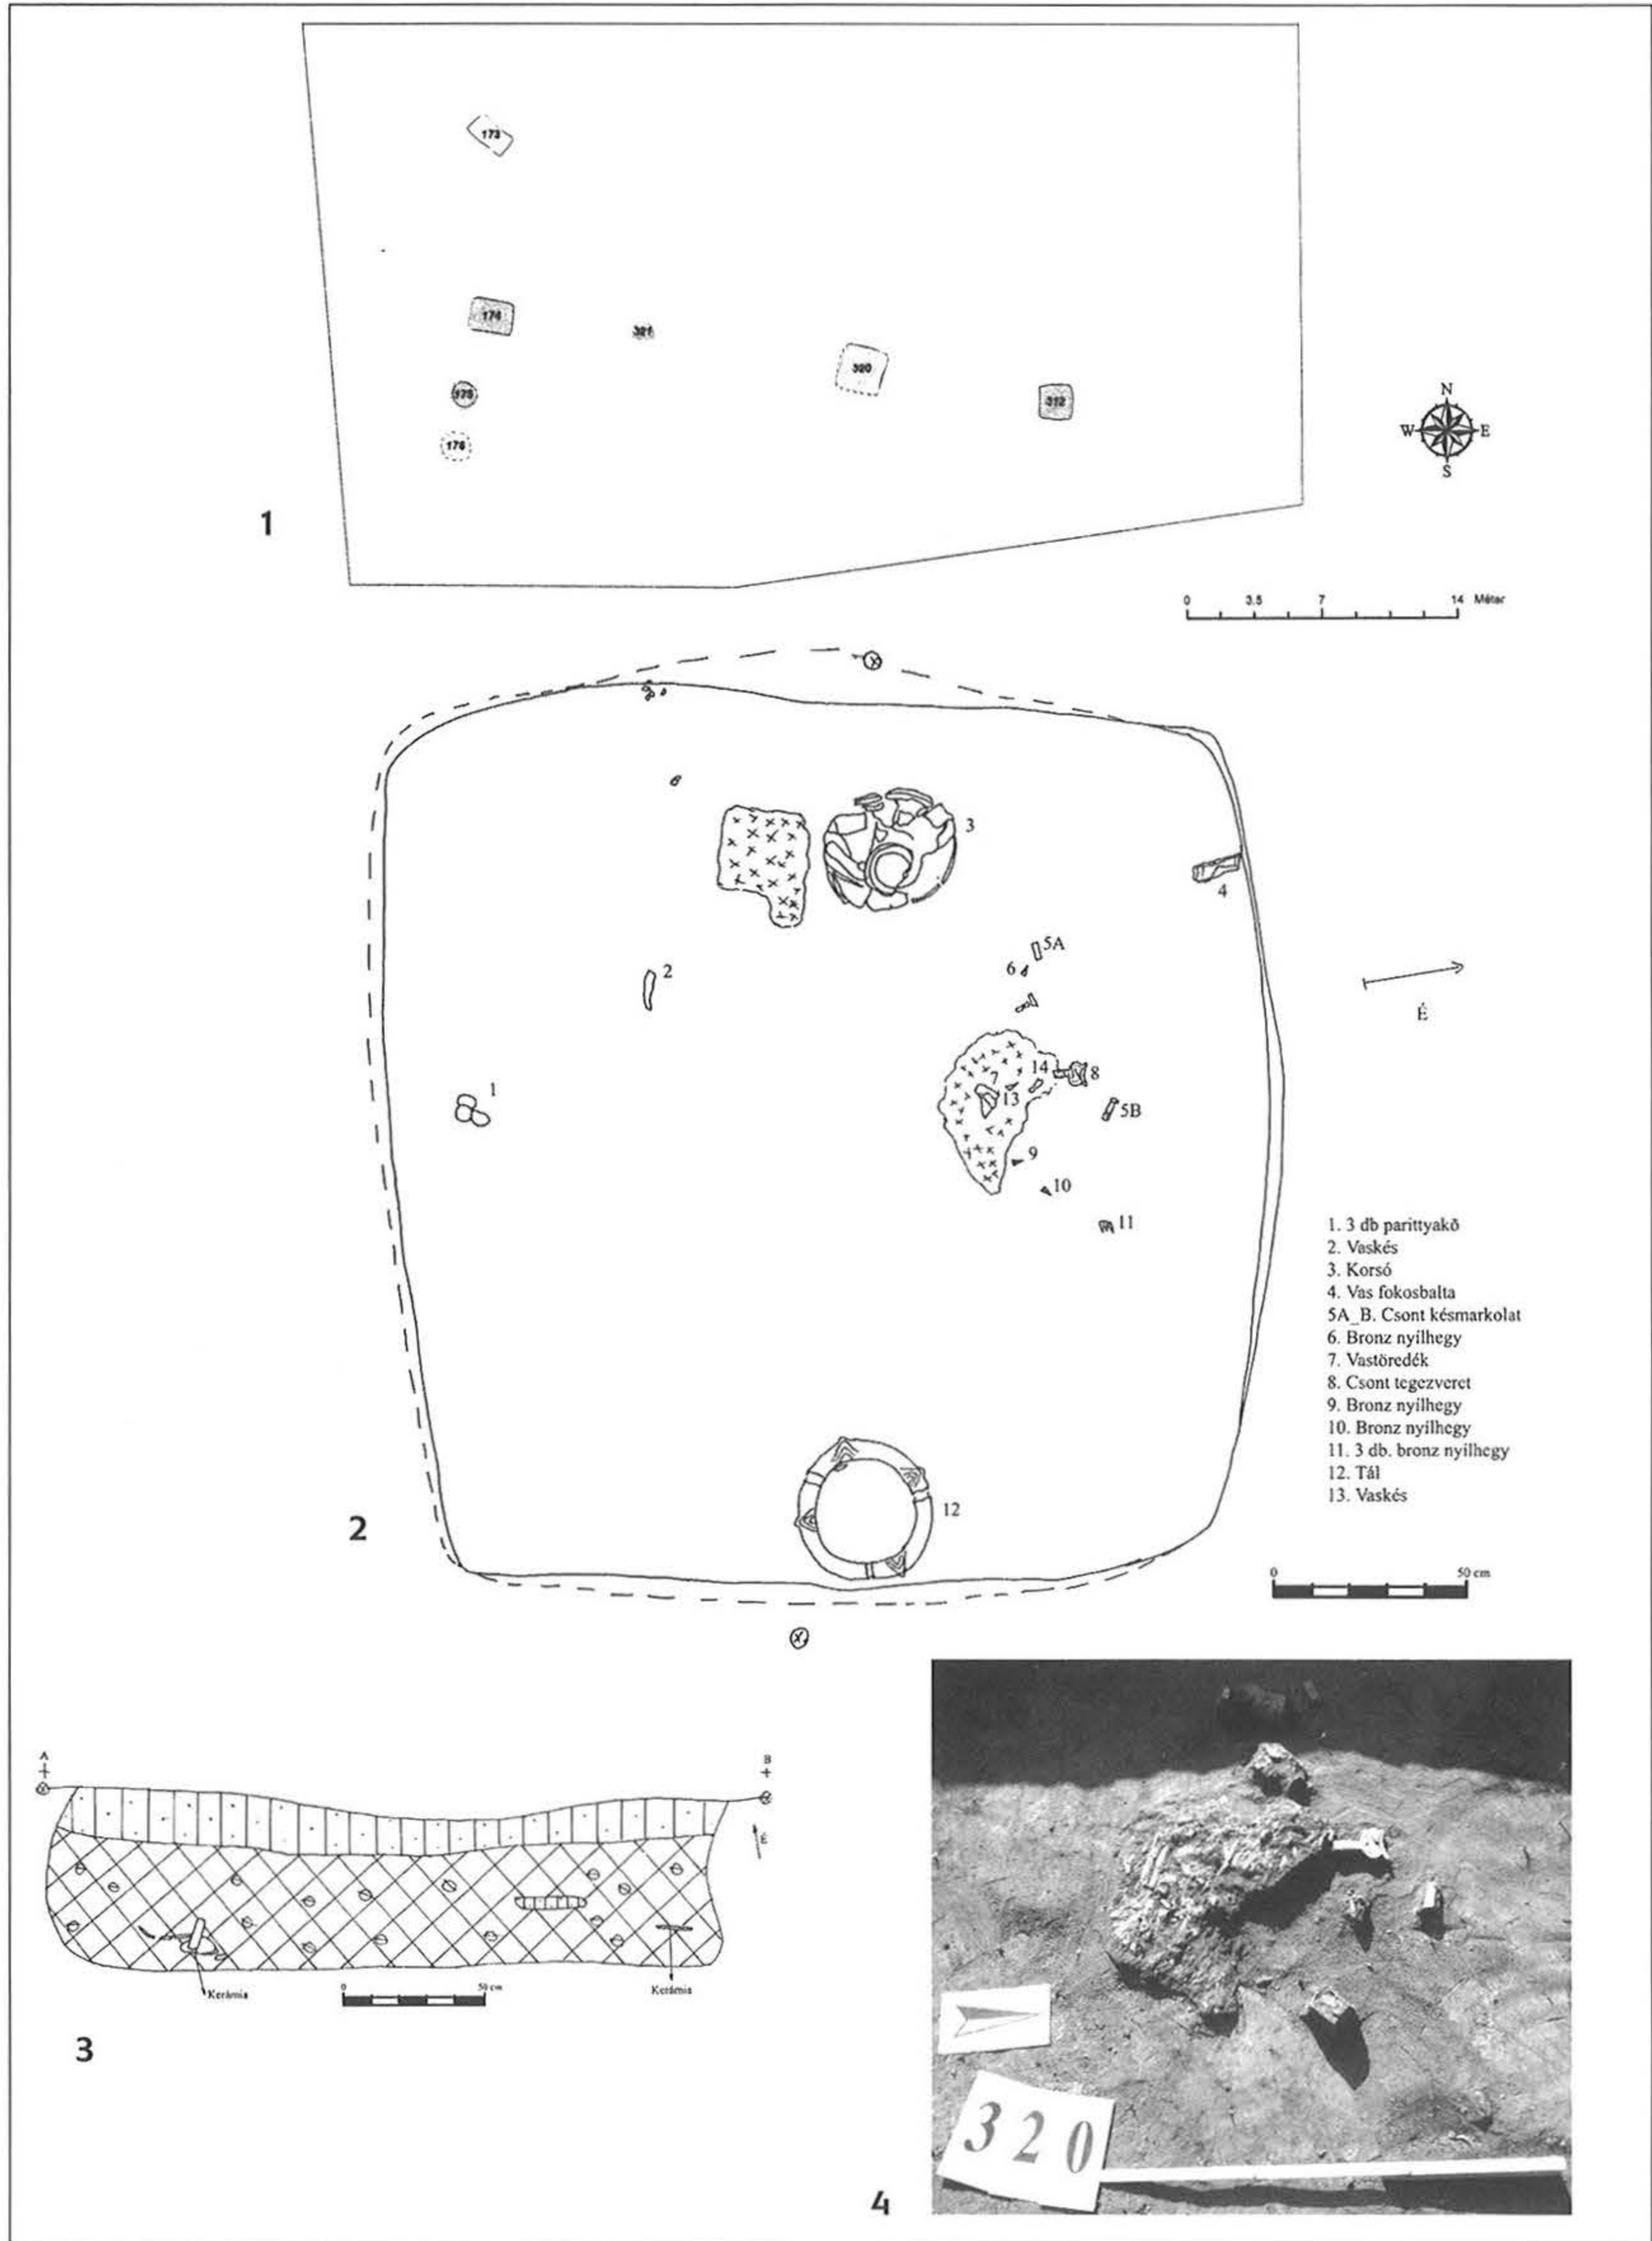 173
174
321
320
312
175
176
N
W E
S
1
0 3.5 7 14 Méter
3
4
5A
6
2
É
14
8
7
13
1
5B
9
10
11
1. 3 db parittyakő
2. Vaskés
3. Korsó
4. Vas fokosbalta
5A_B. Csont késmarkolat
6. Bronz nyílhegy
7. Vastöredék
8. Csont tegezveret
9. Bronz nyílhegy
10. Bronz nyílhegy
11. 3 db. bronz nyílhegy
12. Tál
13. Vaskés
12
2
0 50 cm
A
B
É
Kerámia
0 50 cm
Kerámia
3
320
4